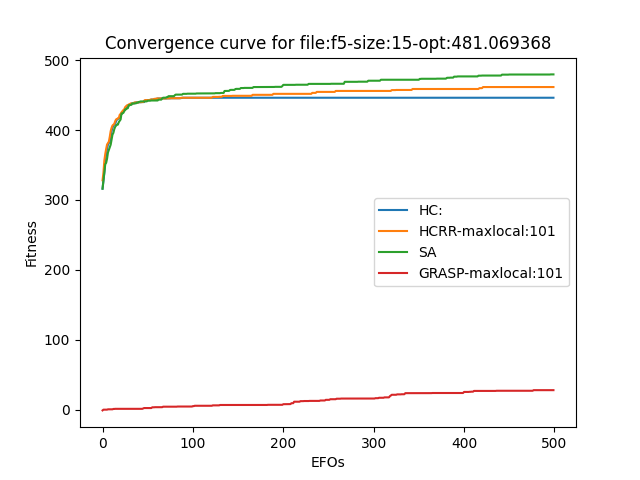 Convergence curve for file:f5-size:15-opt:481.069368
500
400
300
200
100
0
Fitness
HC:
HCRR-maxlocal:101
SA
GRASP-maxlocal:101
0 100 200 300 400 500
EFOs